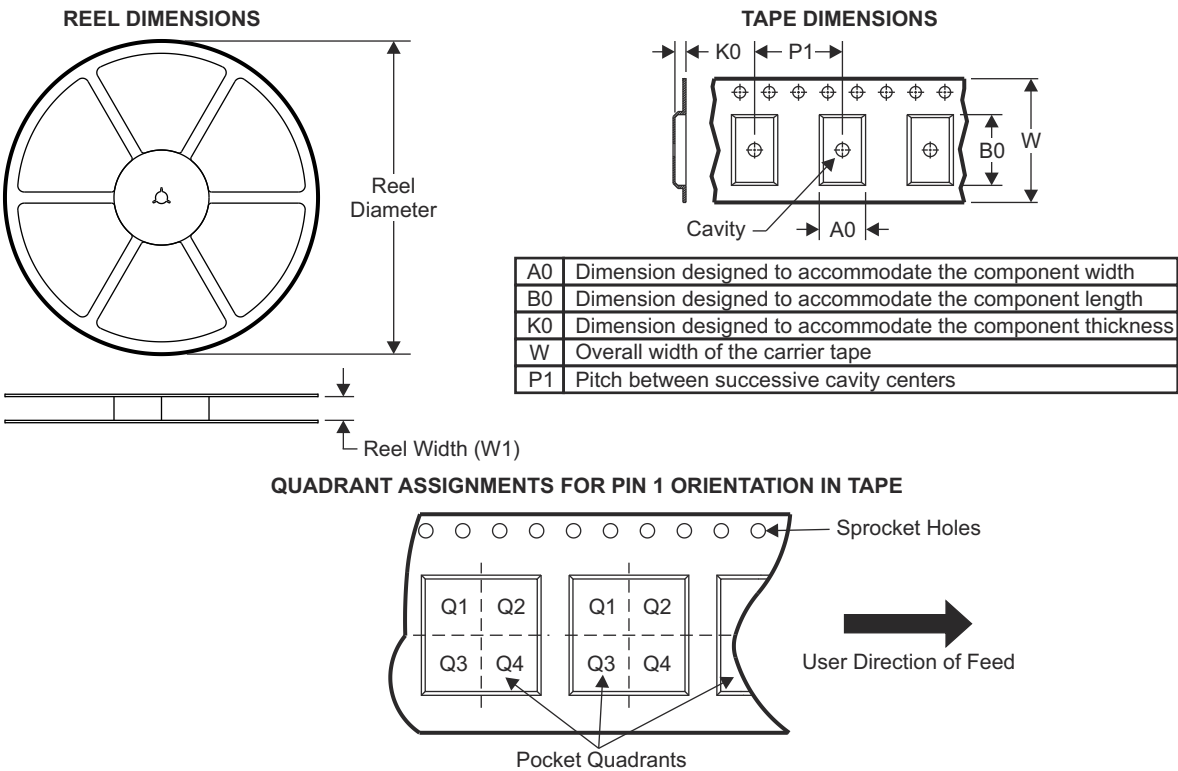 REEL DIMENSIONS
Reel
Diameter
Reel Width (W1)
TAPE DIMENSIONS
K0
P1
B0
W
Cavity
A0
A0 Dimension designed to accommodate the component width
B0 Dimension designed to accommodate the component length
K0 Dimension designed to accommodate the component thickness
W Overall width of the carrier tape
P1 Pitch between successive cavity centers
QUADRANT ASSIGNMENTS FOR PIN 1 ORIENTATION IN TAPE
Sprocket Holes
Q1 Q2 Q1 Q2
Q3 Q4 Q3 Q4
User Direction of Feed
Pocket Quadrants